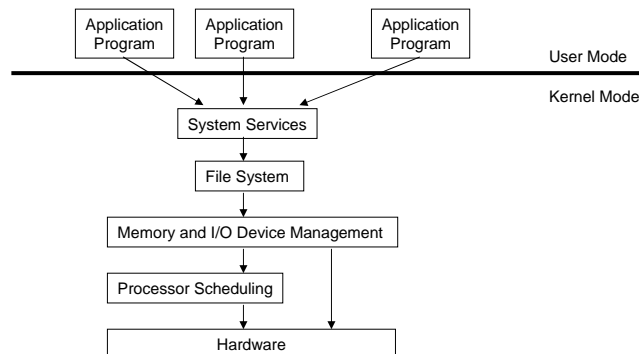 Application
Program
Application
Program
Application
Program
User Mode
Kernel Mode
System Services
File System
Memory and I/O Device Management
Processor Scheduling
Hardware